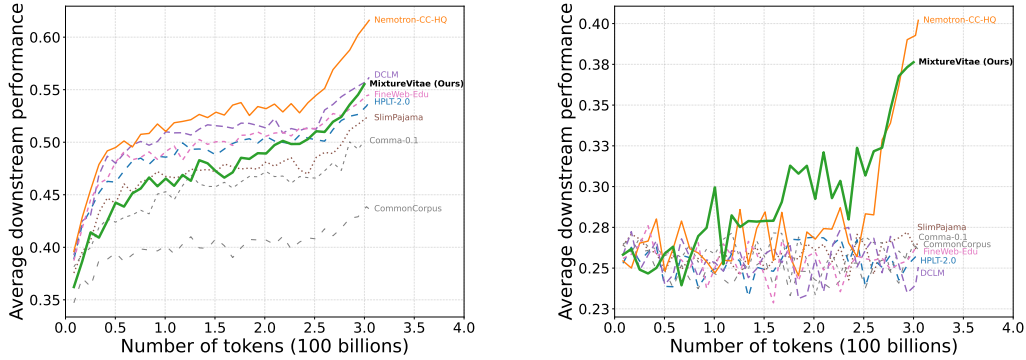 Average downstream performance
0.60
0.55
0.50
0.45
0.40
0.35
0.0 0.5 1.0 1.5 2.0 2.5 3.0 3.5 4.0
Number of tokens (100 billions)
Nemotron-CC-HQ
DCLM
MixtureVitae (Ours)
FineWeb-Edu
HPLT-2.0
SlimPajama
Comma-0.1
CommonCorpus
Average downstream performance
0.40
0.38
0.35
0.33
0.30
0.28
0.25
0.23
0.0 0.5 1.0 1.5 2.0 2.5 3.0 3.5 4.0
Number of tokens (100 billions)
Nemotron-CC-HQ
MixtureVitae (Ours)
SlimPajama
Comma-0.1
CommonCorpus
FineWeb-Edu
HPLT-2.0
DCLM